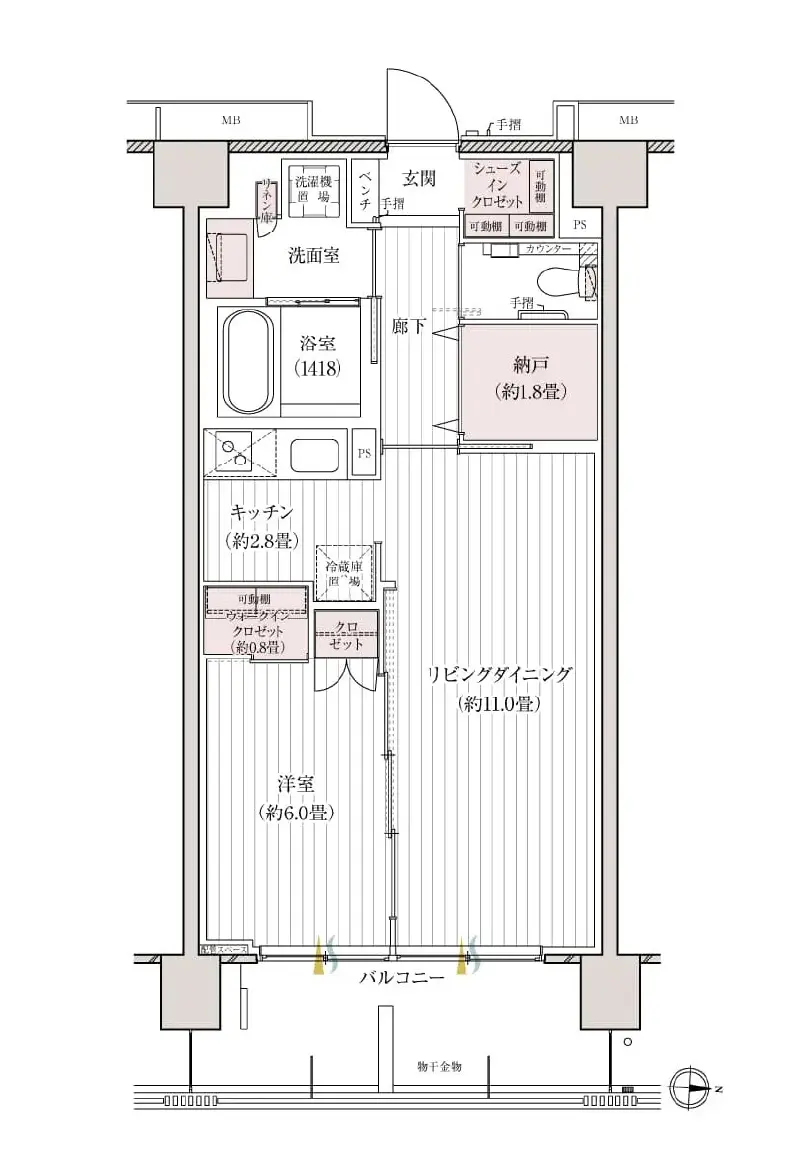 MB
手摺
MB
洗濯機
置場
リネン庫
ベンチ
玄関
シューズ
イン
クロゼット
可動棚
手摺
可動棚
可動棚
PS
カウンター
洗面室
手摺
廊下
浴室
(1418)
納戸
(約1.8畳)
PS
キッチン
(約2.8畳)
冷蔵庫
置場
可動棚
ウォークイン
クロゼット
(約0.8畳)
クロ
ゼット
リビングダイニング
(約11.0畳)
洋室
(約6.0畳)
配管スペース
バルコニー
物干金物
N